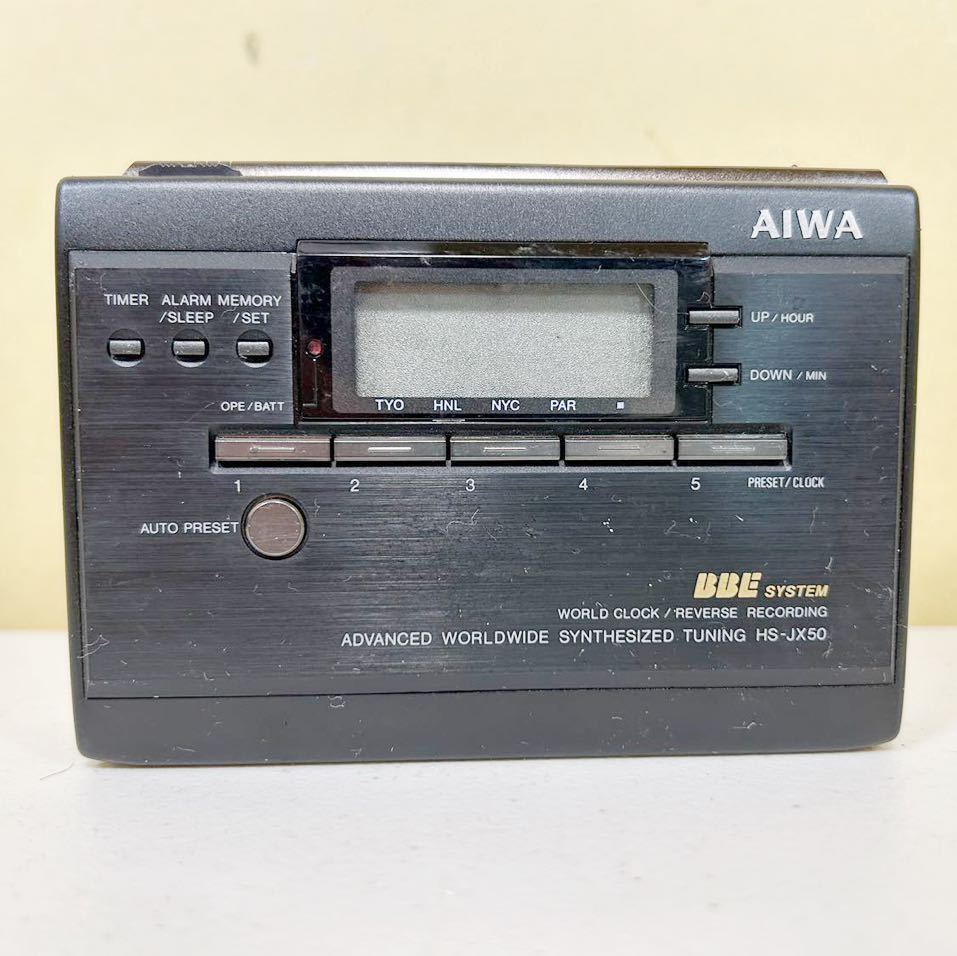 AIWA
TIMER ALARM MEMORY
/SLEEP /SET
UP / HOUR
DOWN / MIN
OPE / BATT
TYO HNL NYC PAR
1 2 3 4 5 PRESET / CLOCK
AUTO PRESET
BBE SYSTEM
WORLD CLOCK / REVERSE RECORDING
ADVANCED WORLDWIDE SYNTHESIZED TUNING HS-JX50